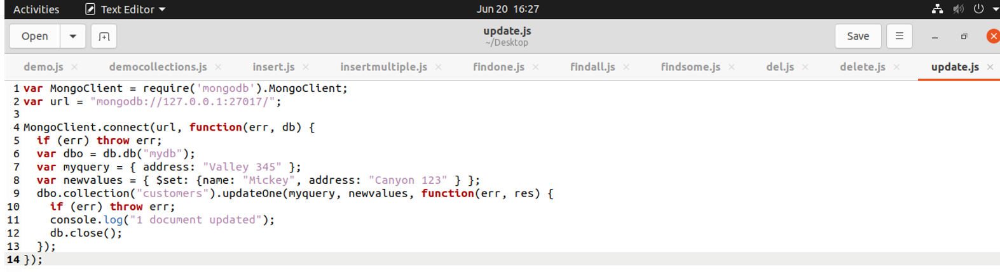 Activities Text Editor Jun 20 16:27
Open update.js Save
~/Desktop
demo.js democollections.js insert.js insertmultiple.js findone.js findall.js findsome.js del.js delete.js update.js
1 var MongoClient = require('mongodb').MongoClient;
2 var url = "mongodb://127.0.0.1:27017/";
3
4 MongoClient.connect(url, function(err, db) {
5   if (err) throw err;
6   var dbo = db.db("mydb");
7   var myquery = { address: "Valley 345" };
8   var newvalues = { $set: {name: "Mickey", address: "Canyon 123" } };
9   dbo.collection("customers").updateOne(myquery, newvalues, function(err, res) {
10     if (err) throw err;
11     console.log("1 document updated");
12     db.close();
13   });
14 });